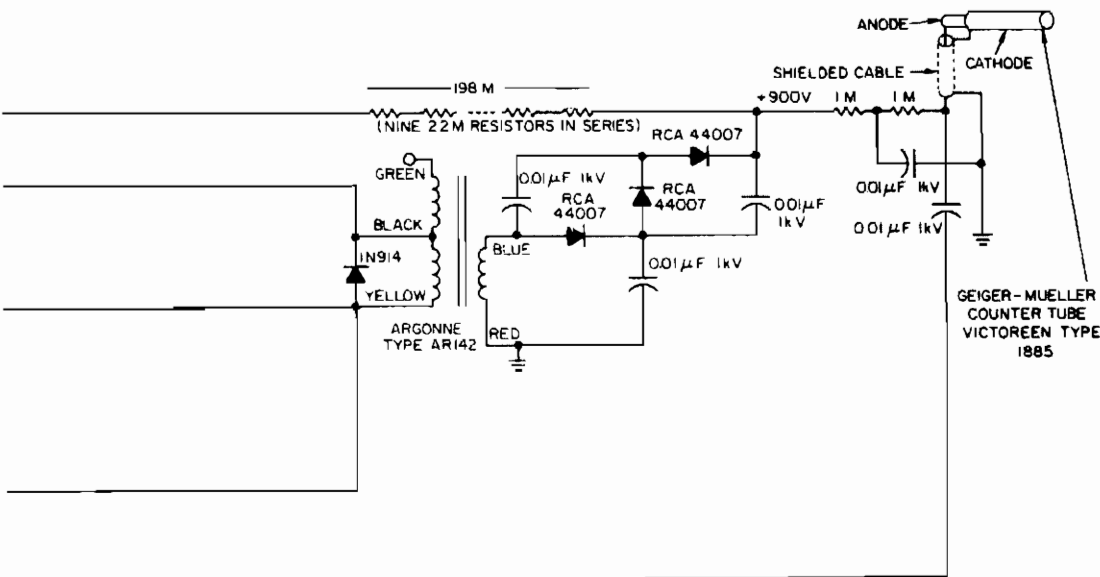 ANODE
CATHODE
SHIELDED CABLE
198 M
+900V
1 M
1 M
(NINE 22M RESISTORS IN SERIES)
RCA 44007
GREEN
0.01μF 1kV
RCA
44007
RCA
44007
0.01μF 1kV
0.01μF
1kV
0.01μF 1kV
BLACK
BLUE
1N914
0.01μF 1kV
YELLOW
GEIGER-MUELLER
COUNTER TUBE
VICTOREEN TYPE
1885
ARGONNE
TYPE AR142
RED